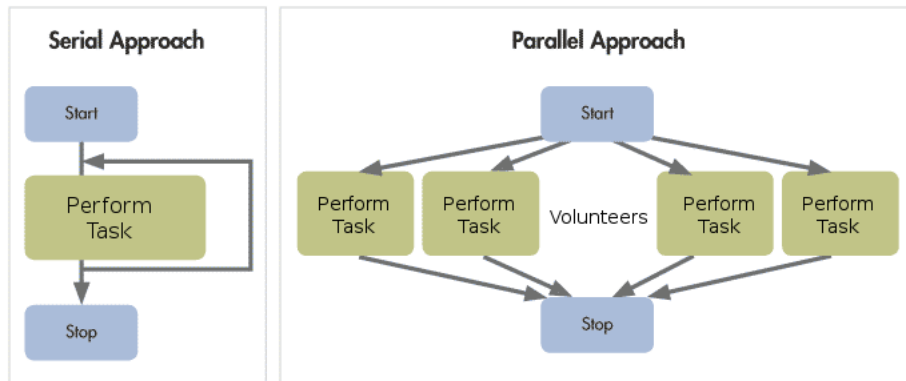 Serial Approach
Start
Perform
Task
Stop
Parallel Approach
Start
Perform
Task
Perform
Task
Volunteers
Perform
Task
Perform
Task
Stop